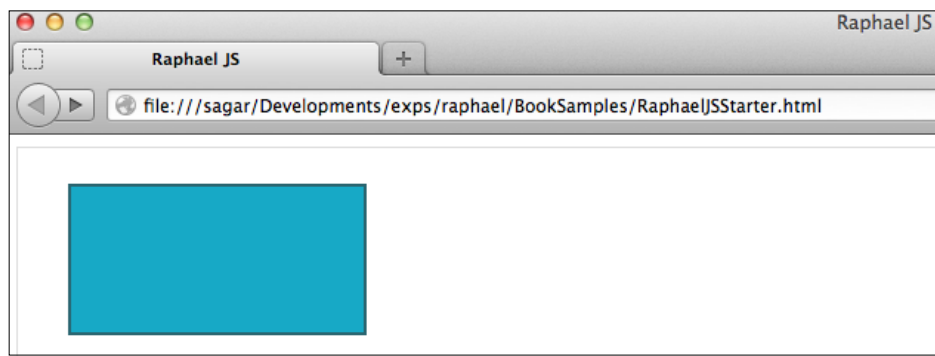 Raphael JS
Raphael JS
file:///sagar/Developments/exps/raphael/BookSamples/RaphaelJSStarter.html